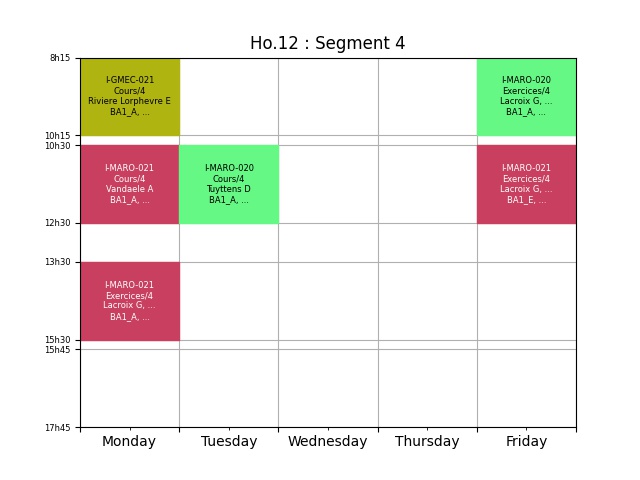 Ho.12 : Segment 4
8h15
I-GMEC-021
Cours/4
Riviere Lorphevre E
BA1_A, ...
I-MARO-020
Exercices/4
Lacroix G, ...
BA1_A, ...
10h15
10h30
I-MARO-021
Cours/4
Vandaele A
BA1_A, ...
I-MARO-020
Cours/4
Tuyttens D
BA1_A, ...
I-MARO-021
Exercices/4
Lacroix G, ...
BA1_E, ...
12h30
13h30
I-MARO-021
Exercices/4
Lacroix G, ...
BA1_A, ...
15h30
15h45
17h45
Monday Tuesday Wednesday Thursday Friday